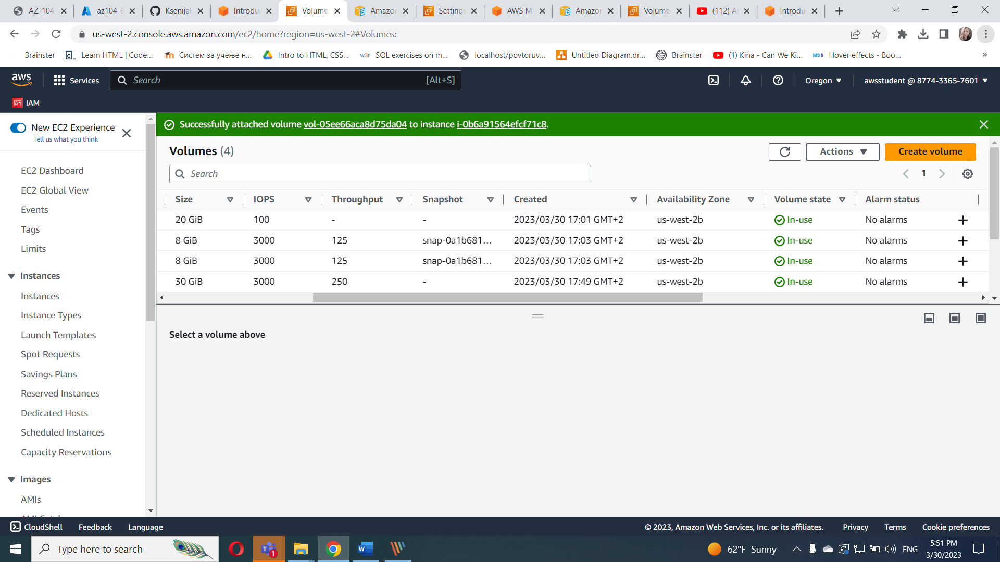 AZ-104
az104-9
KsenijaE
Introduc
Volume
Amazon
Settings
AWS Ma
Amazon
Volume
(112) A
Introduc
us-west-2.console.aws.amazon.com/ec2/home?region=us-west-2#Volumes:
Brainster
Learn HTML | Code...
Систем за учење н...
Intro to HTML, CSS...
w3r SQL exercises on m...
localhost/povtoruv...
Untitled Diagram.dr...
Brainster
(1) Kina - Can We Ki...
MDB Hover effects - Boo...
»
aws
Services
Search [Alt+S]
Oregon
awsstudent @ 8774-3365-7601
IAM
New EC2 Experience
Tell us what you think
EC2 Dashboard
EC2 Global View
Events
Tags
Limits
Instances
Instances
Instance Types
Launch Templates
Spot Requests
Savings Plans
Reserved Instances
Dedicated Hosts
Scheduled Instances
Capacity Reservations
Images
AMIs
Successfully attached volume vol-05ee66aca8d75da04 to instance i-0b6a91564efcf71c8.
Volumes (4)
Actions
Create volume
Search
1
Size IOPS Throughput Snapshot Created Availability Zone Volume state Alarm status
20 GiB 100 - - 2023/03/30 17:01 GMT+2 us-west-2b In-use No alarms +
8 GiB 3000 125 snap-0a1b681... 2023/03/30 17:03 GMT+2 us-west-2b In-use No alarms +
8 GiB 3000 125 snap-0a1b681... 2023/03/30 17:03 GMT+2 us-west-2b In-use No alarms +
30 GiB 3000 250 - 2023/03/30 17:49 GMT+2 us-west-2b In-use No alarms +
Select a volume above
CloudShell
Feedback
Language
© 2023, Amazon Web Services, Inc. or its affiliates.
Privacy
Terms
Cookie preferences
Type here to search
1
62°F Sunny
ENG
5:51 PM
3/30/2023